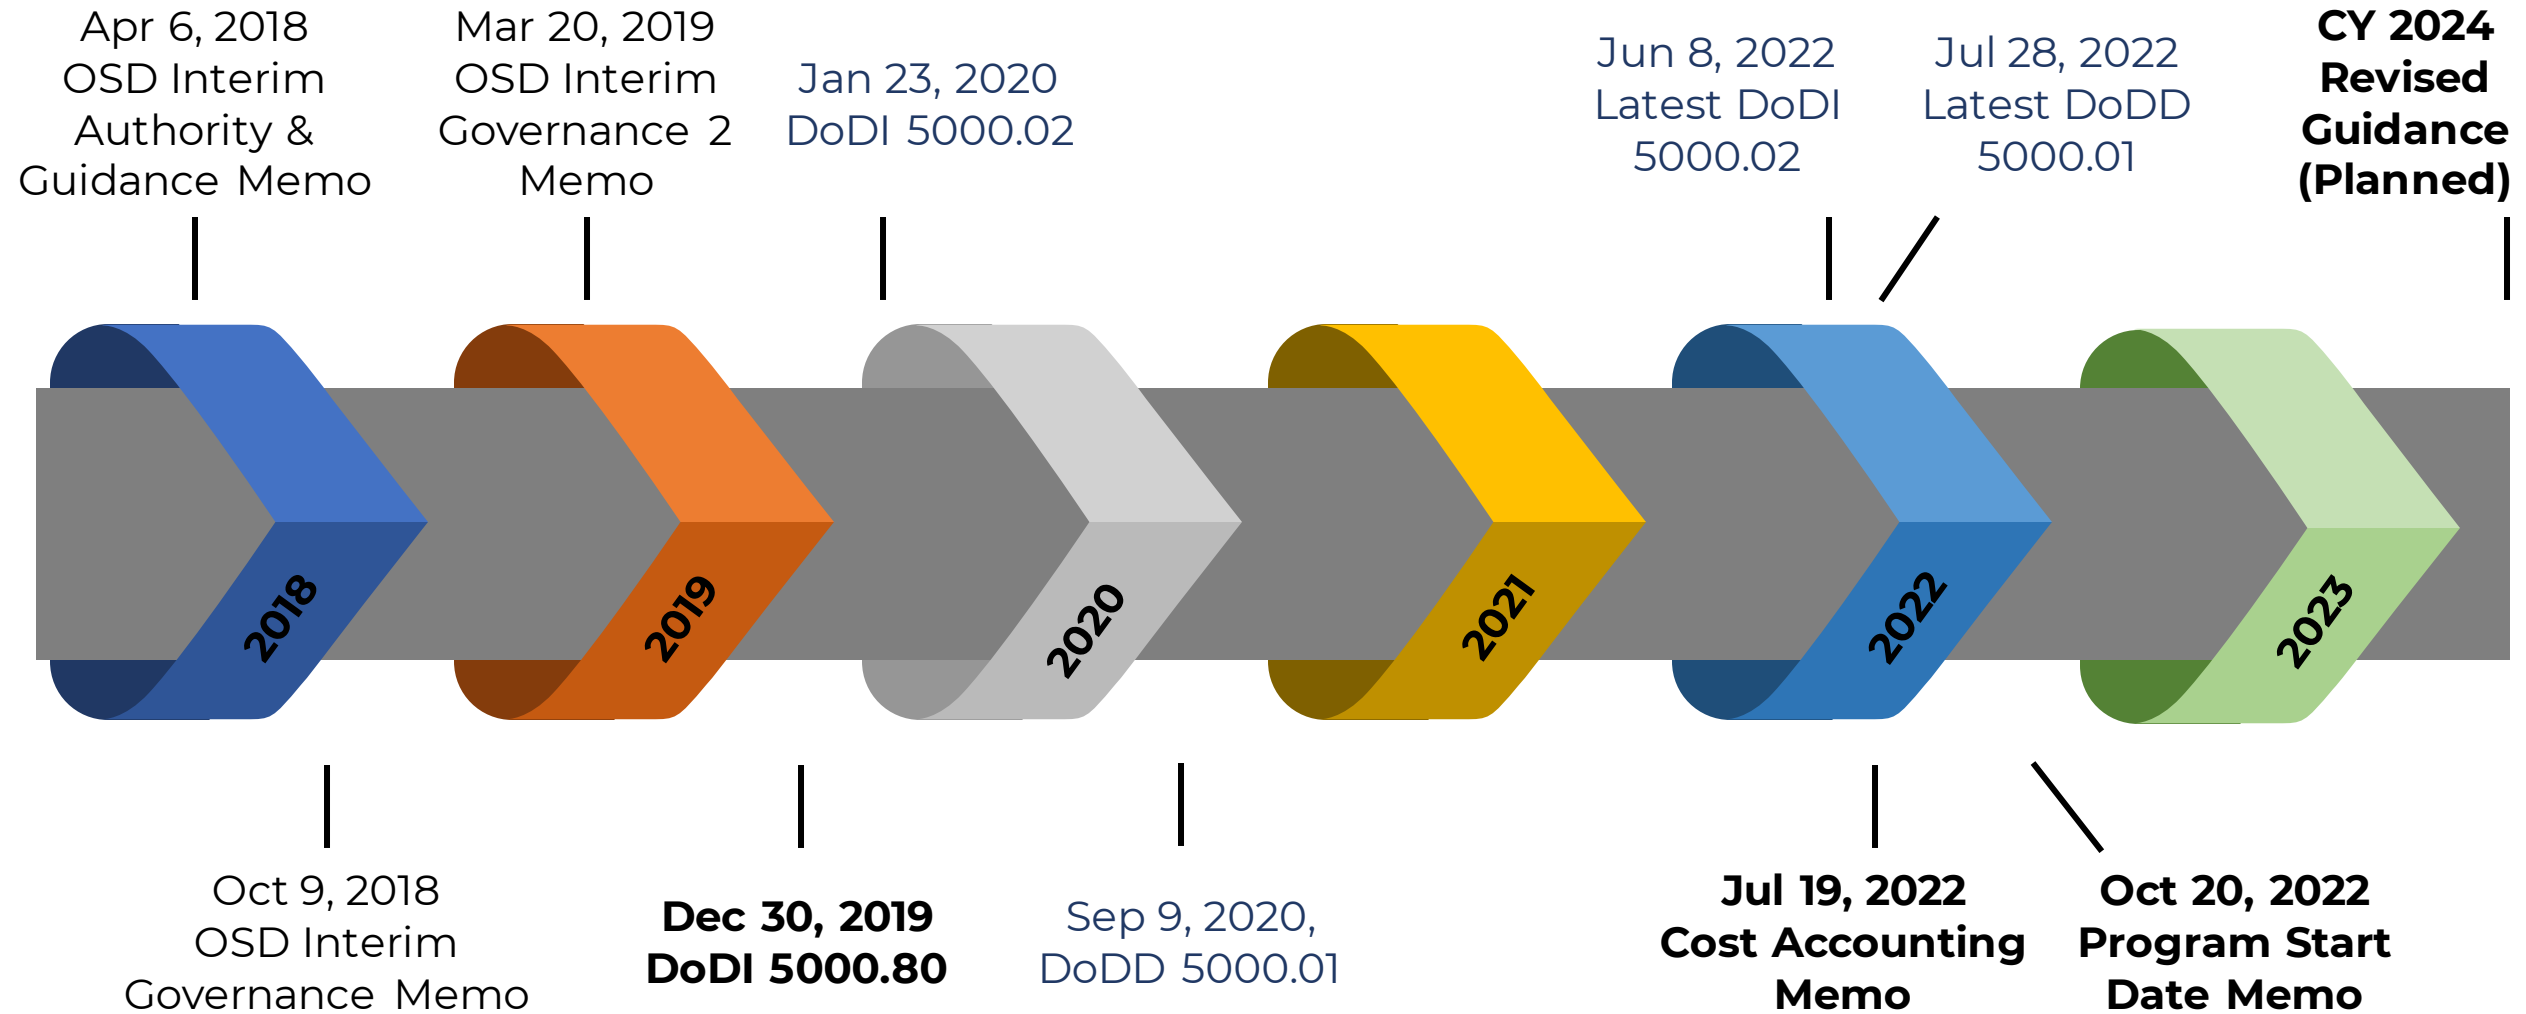 Apr 6, 2018
OSD Interim
Authority &
Guidance Memo
Mar 20, 2019
OSD Interim
Governance 2
Memo
Jan 23, 2020
DoDI 5000.02
Jun 8, 2022
Latest DoDI
5000.02
Jul 28, 2022
Latest DoDD
5000.01
CY 2024
Revised
Guidance
(Planned)
2018
2019
2020
2021
2022
2023
Oct 9, 2018
OSD Interim
Governance Memo
Dec 30, 2019
DoDI 5000.80
Sep 9, 2020,
DoDD 5000.01
Jul 19, 2022
Cost Accounting
Memo
Oct 20, 2022
Program Start
Date Memo